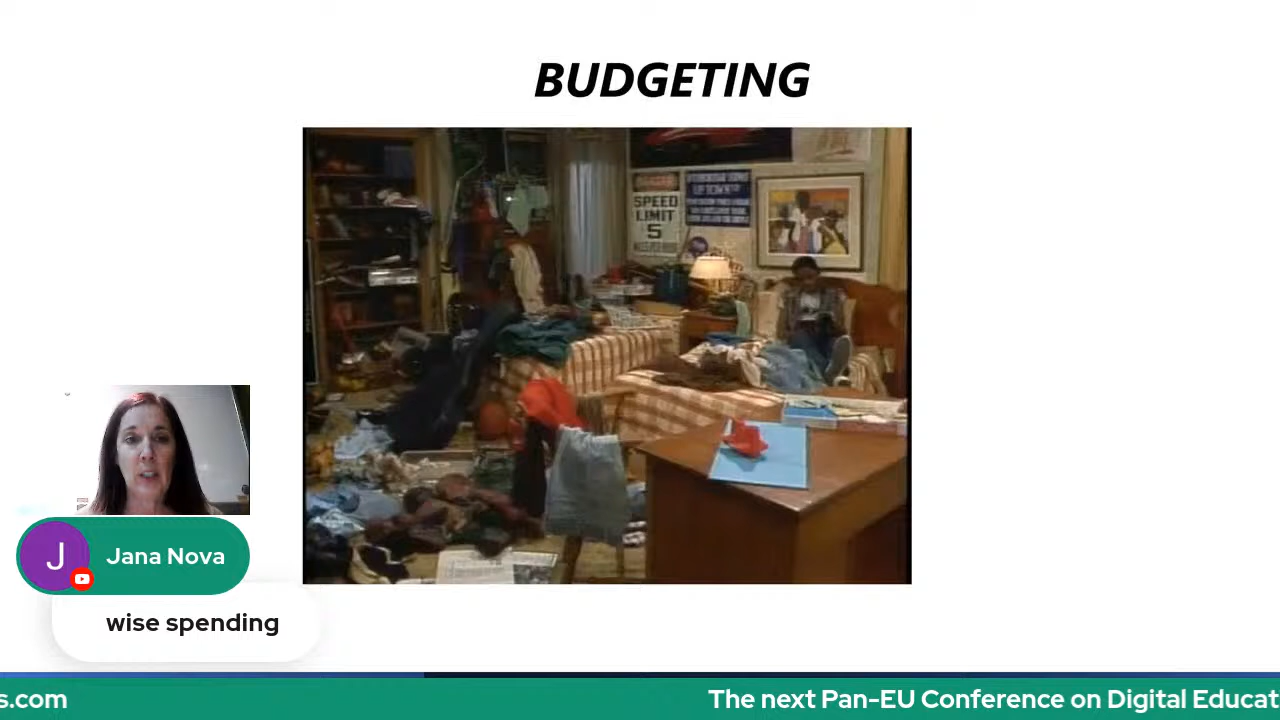 BUDGETING
SPEED
LIMIT
5
J
Jana Nova
wise spending
s.com
The next Pan-EU Conference on Digital Educat